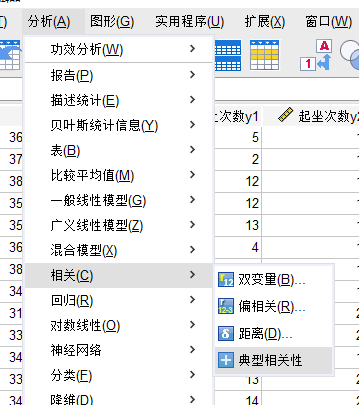 分析(A) 图形(G) 实用程序(U) 扩展(X) 窗口(W)
功效分析(W)
报告(P)
描述统计(E)
贝叶斯统计信息(Y)
表(B)
比较平均值(M)
一般线性模型(G)
广义线性模型(Z)
混合模型(X)
相关(C)
回归(R)
对数线性(O)
神经网络
分类(F)
降维(D)
双变量(B)...
偏相关(R)...
距离(D)...
典型相关性
次数y1 起坐次数y2
36 5
37 2
38 12
35 12
35 13
36 4
38
34
31
33
34
33 13
34 14
A
1